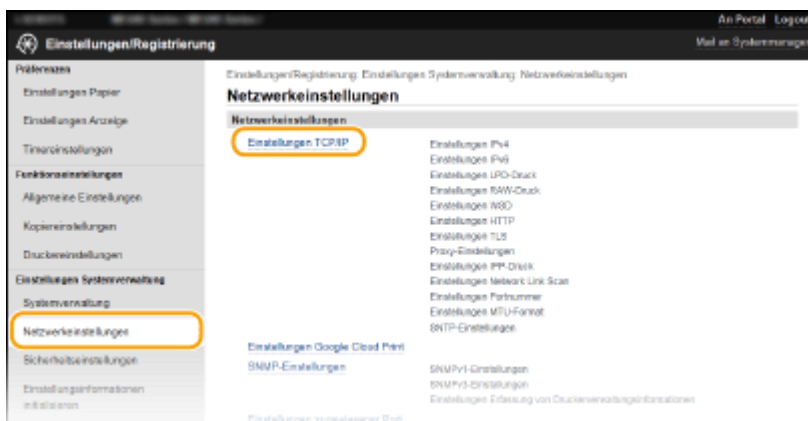 An Portal Logou
Einstellungen/Registrierung
Mail an Systemmanager
Präferenzen
Einstellungen Papier
Einstellungen Anzeige
Timereinstellungen
Funktionseinstellungen
Allgemeine Einstellungen
Kopiereinstellungen
Druckereinstellungen
Einstellungen Systemverwaltung
Systemverwaltung
Netzwerkeinstellungen
Sicherheitseinstellungen
Einstellungsinformationen
initialisieren
Einstellungen/Registrierung: Einstellungen Systemverwaltung: Netzwerkeinstellungen
Netzwerkeinstellungen
Netzwerkeinstellungen
Einstellungen TCP/IP
Einstellungen IPv4
Einstellungen IPv6
Einstellungen LPD-Druck
Einstellungen RAW-Druck
Einstellungen WSD
Einstellungen HTTP
Einstellungen TLS
Proxy-Einstellungen
Einstellungen IPP-Druck
Einstellungen Network Link Scan
Einstellungen Portnummer
Einstellungen MTU-Format
SNTP-Einstellungen
Einstellungen Google Cloud Print
SNMP-Einstellungen
SNMPv1-Einstellungen
SNMPv3-Einstellungen
Einstellungen Erfassung von Druckerverwaltungsinformationen
Einstellungen zugewiesener Port